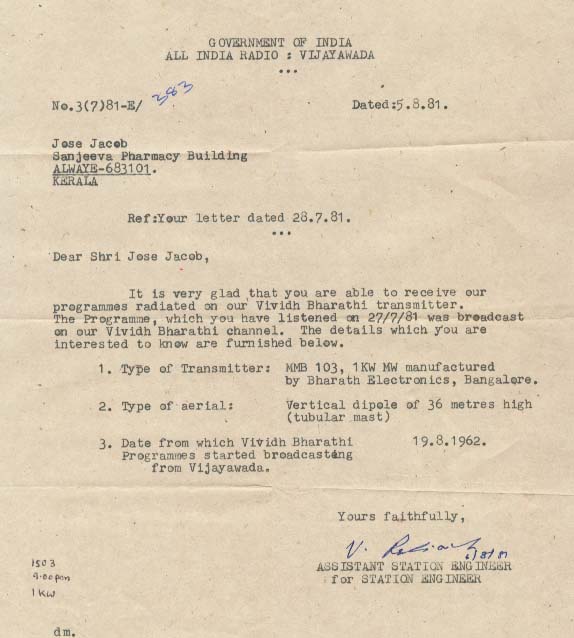 GOVERNMENT OF INDIA
ALL INDIA RADIO : VIJAYAWADA
...
No.3(7)81-E/ 383
Dated:5.8.81.
Jose Jacob
Sanjeeva Pharmacy Building
ALWAYE-683101.
KERALA
Ref:Your letter dated 28.7.81.
...
Dear Shri Jose Jacob,
It is very glad that you are able to receive our
programmes radiated on our Vividh Bharathi transmitter.
The Programme, which you have listened on 27/7/81 was broadcast
on our Vividh Bharathi channel. The details which you are
interested to know are furnished below.
1. Type of Transmitter: MMB 103, 1KW MW manufactured
by Bharath Electronics, Bangalore.
2. Type of aerial: Vertical dipole of 36 metres high
(tubular mast)
3. Date from which Vividh Bharathi 19.8.1962.
Programmes started broadcasting
from Vijayawada.
Yours faithfully,
V.
ASSISTANT STATION ENGINEER
for STATION ENGINEER
1503
9.00pm
1 KW
dm.